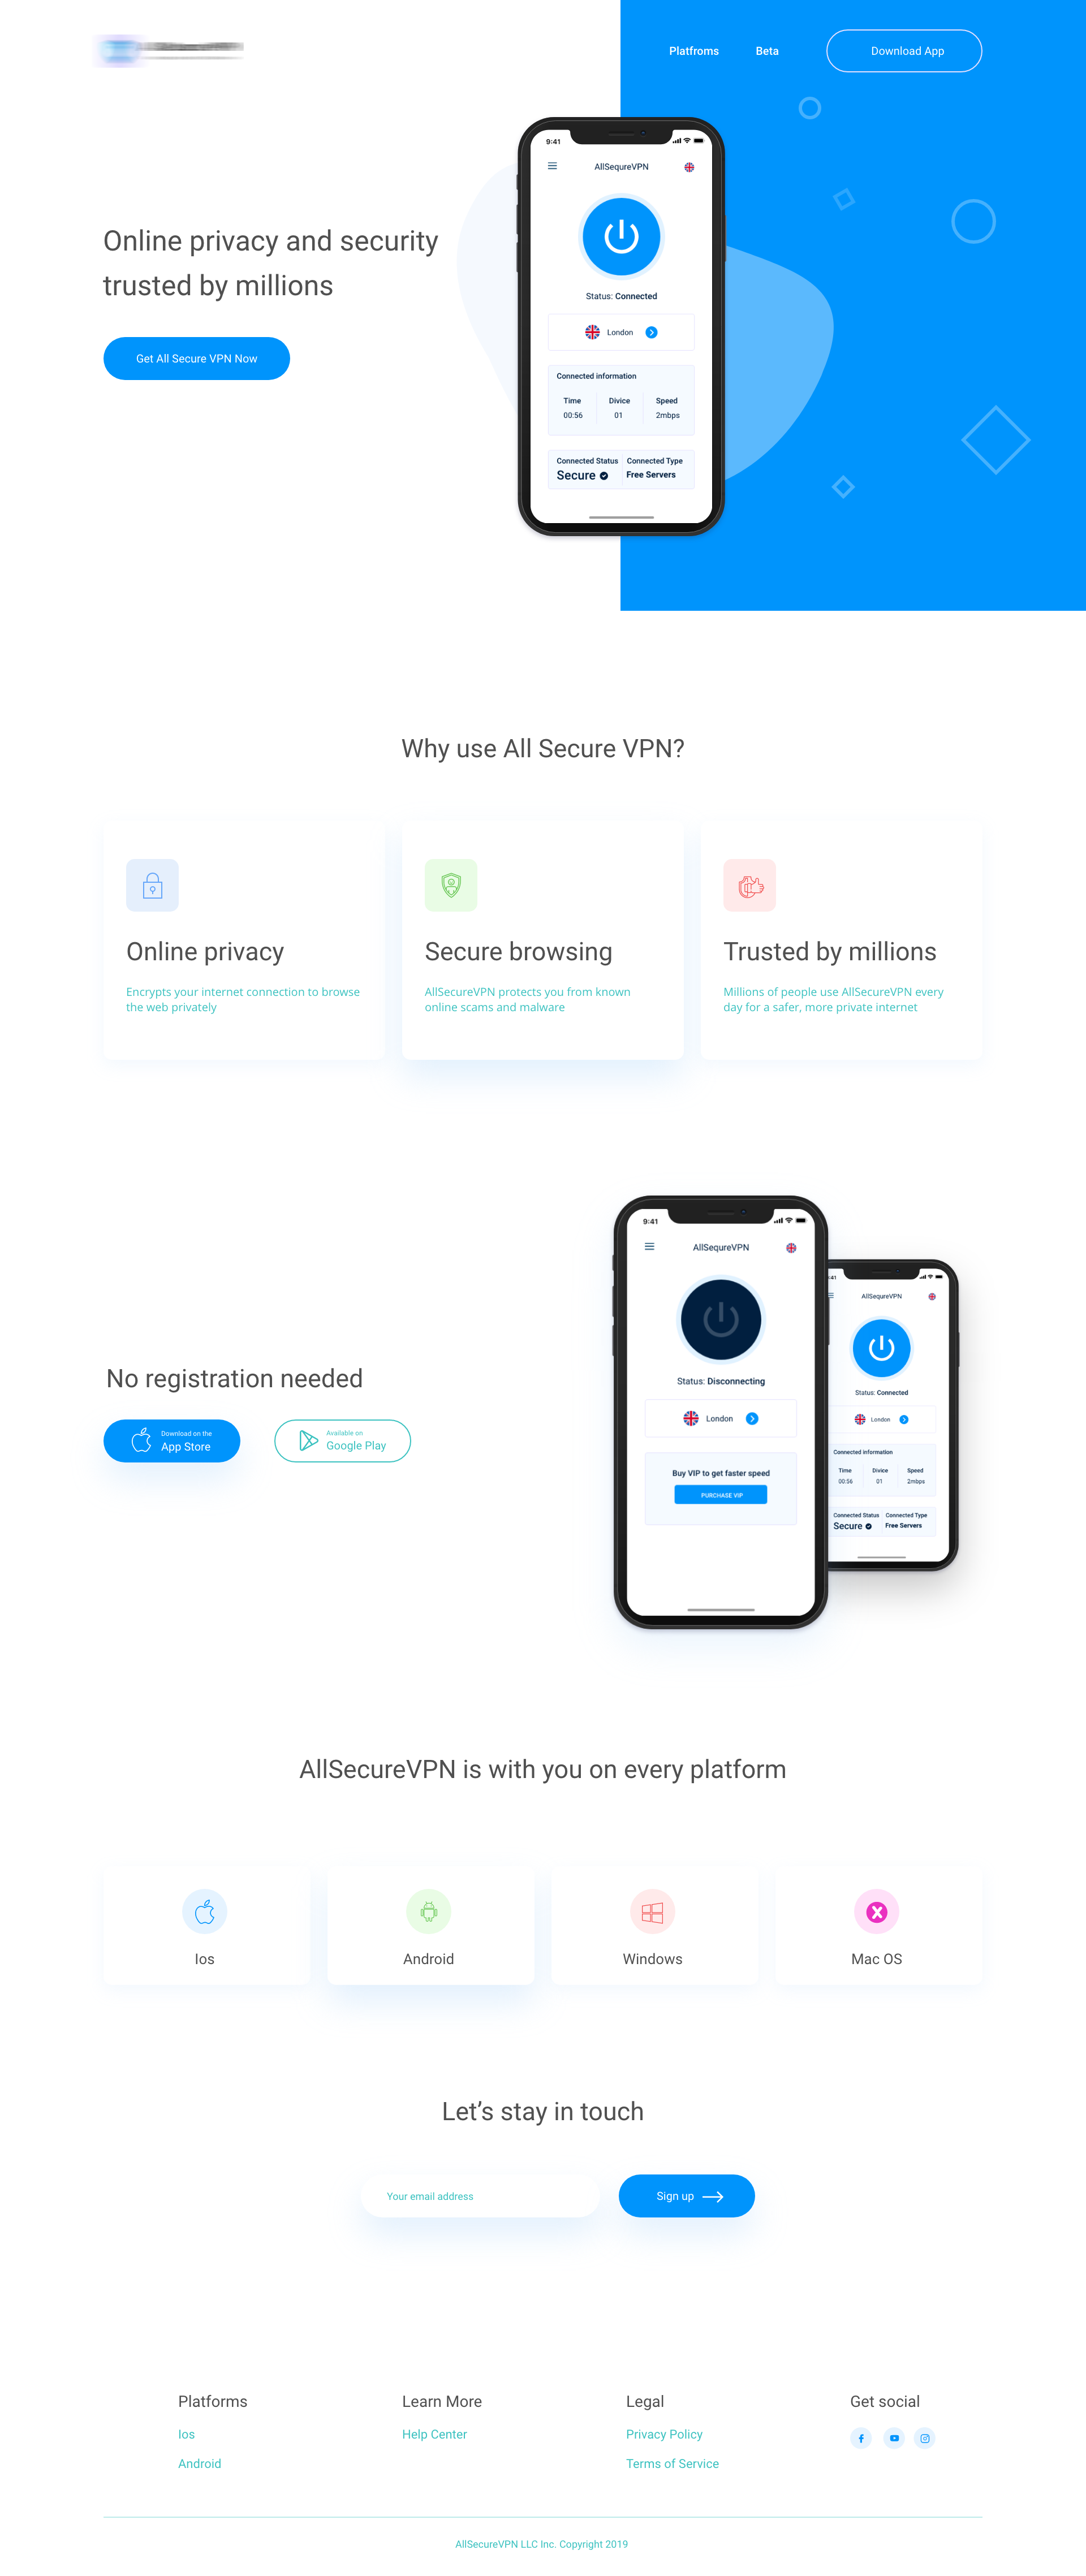 Platfroms
Beta
Download App
9:41
AllSequreVPN
Status: Connected
London
Connected information
Time Divice Speed
00:56 01 2mbps
Connected Status Connected Type
Secure Free Servers
Online privacy and security
trusted by millions
Get All Secure VPN Now
Why use All Secure VPN?
Online privacy
Encrypts your internet connection to browse
the web privately
Secure browsing
AllSecureVPN protects you from known
online scams and malware
Trusted by millions
Millions of people use AllSecureVPN every
day for a safer, more private internet
No registration needed
Download on the
App Store
Available on
Google Play
9:41
AllSequreVPN
Status: Disconnecting
London
Buy VIP to get faster speed
PURCHASE VIP
:41
AllSequreVPN
Status: Connected
London
Connected information
Time Divice Speed
00:56 01 2mbps
Connected Status Connected Type
Secure Free Servers
AllSecureVPN is with you on every platform
Ios
Android
Windows
Mac OS
Let’s stay in touch
Your email address
Sign up
Platforms
Ios
Android
Learn More
Help Center
Legal
Privacy Policy
Terms of Service
Get social
AllSecureVPN LLC Inc. Copyright 2019